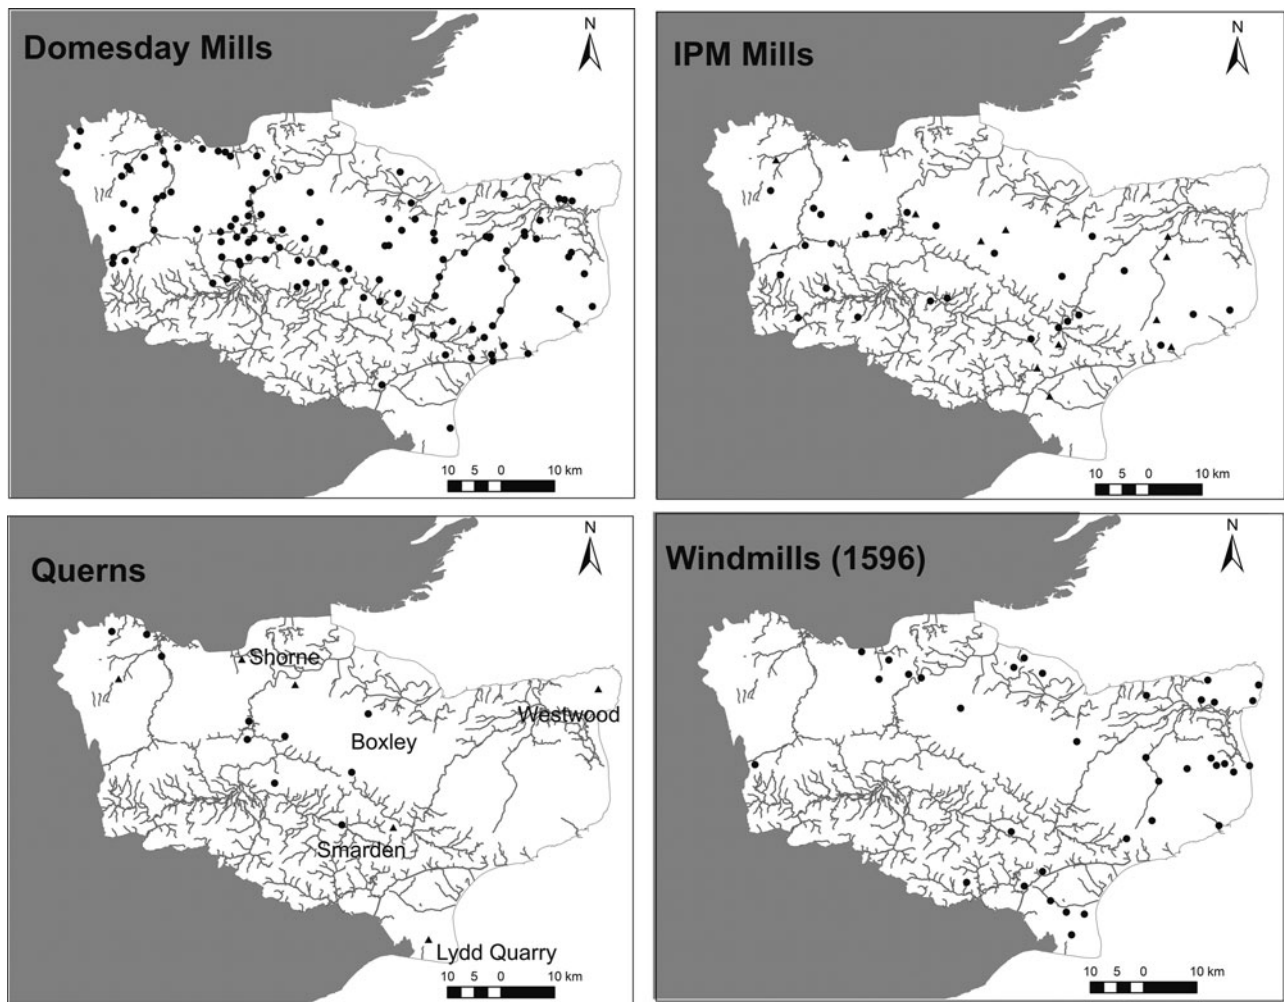 Domesday Mills
N
10 5 0 10 km
IPM Mills
N
10 5 0 10 km
Querns
N
Shorne
Westwood
Boxley
Smarden
Lydd Quarry
10 5 0 10 km
Windmills (1596)
N
10 5 0 10 km